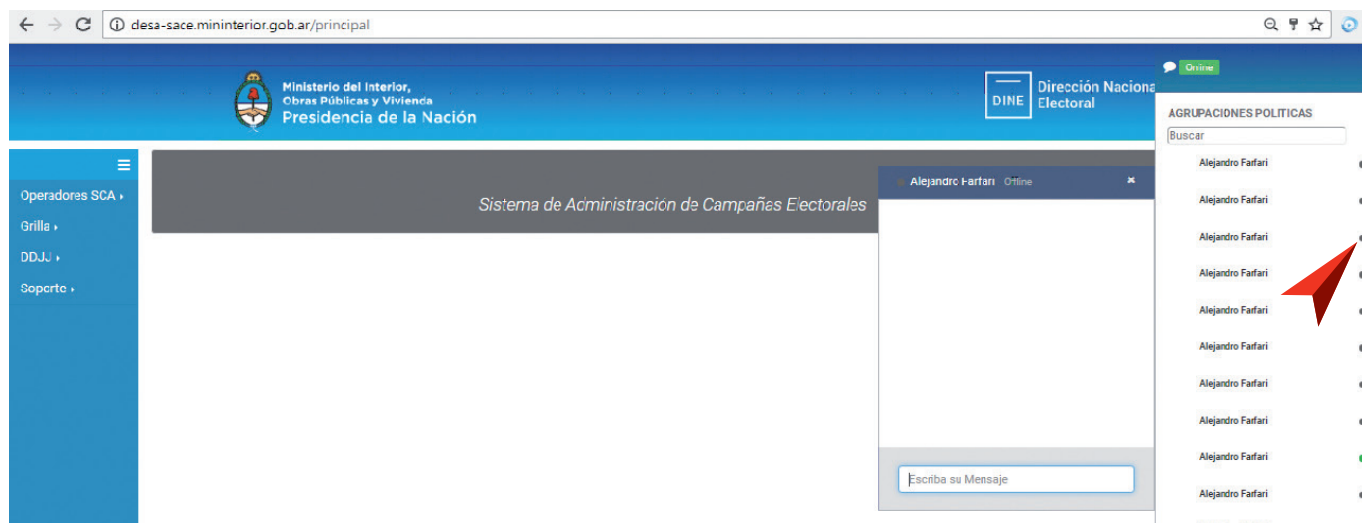 desa-sace.mininterior.gob.ar/principal
Ministerio del Interior,
Obras Públicas y Vivienda
Presidencia de la Nación
DINE
Dirección Naciona
Electoral
Online
AGRUPACIONES POLITICAS
Buscar
Operadores SCA
Grilla
DDJJ
Soporte
Sistema de Administración de Campañas Electorales
Alejandro Farfari Offline
Escriba su Mensaje
Alejandro Farfari
Alejandro Farfari
Alejandro Farfari
Alejandro Farfari
Alejandro Farfari
Alejandro Farfari
Alejandro Farfari
Alejandro Farfari
Alejandro Farfari
Alejandro Farfari